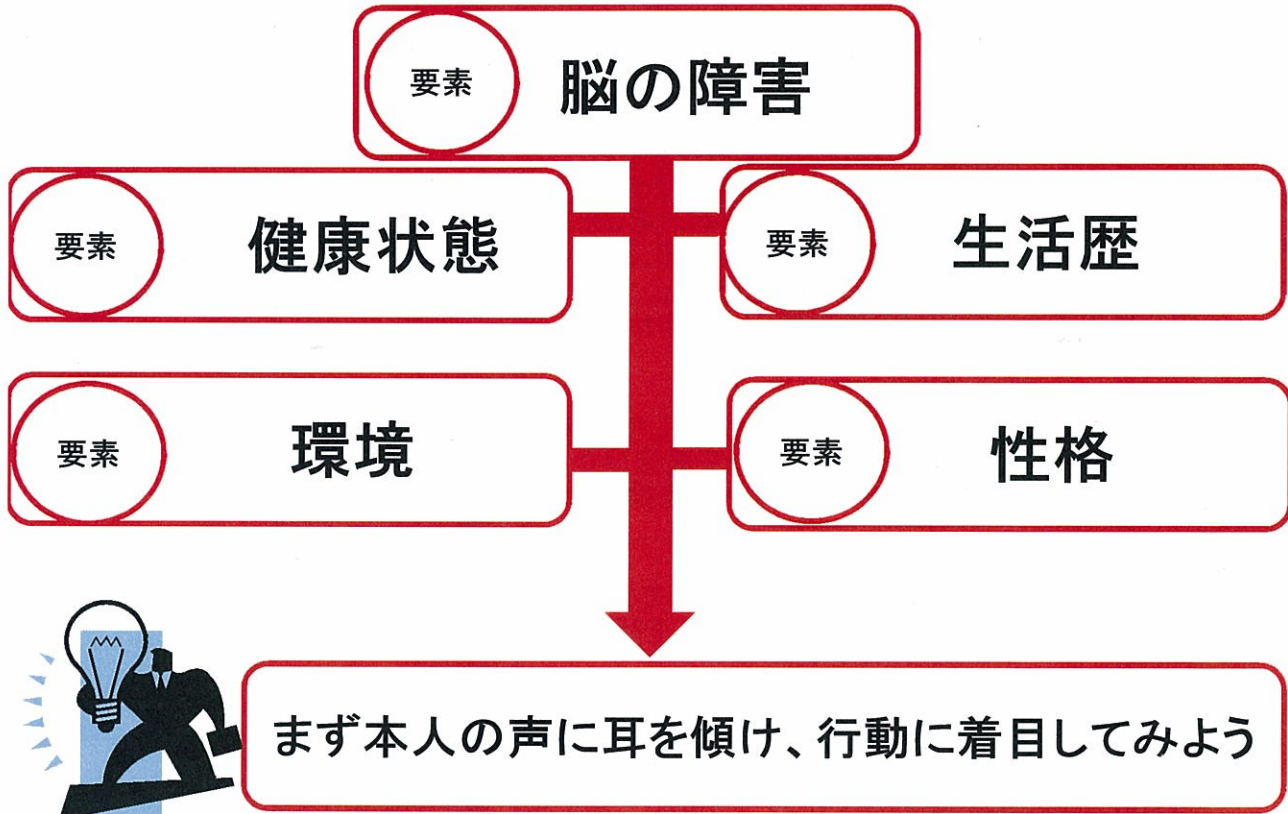 要素 脳の障害
要素 健康状態
要素 生活歴
要素 環境
要素 性格
まず本人の声に耳を傾け、行動に着目してみよう